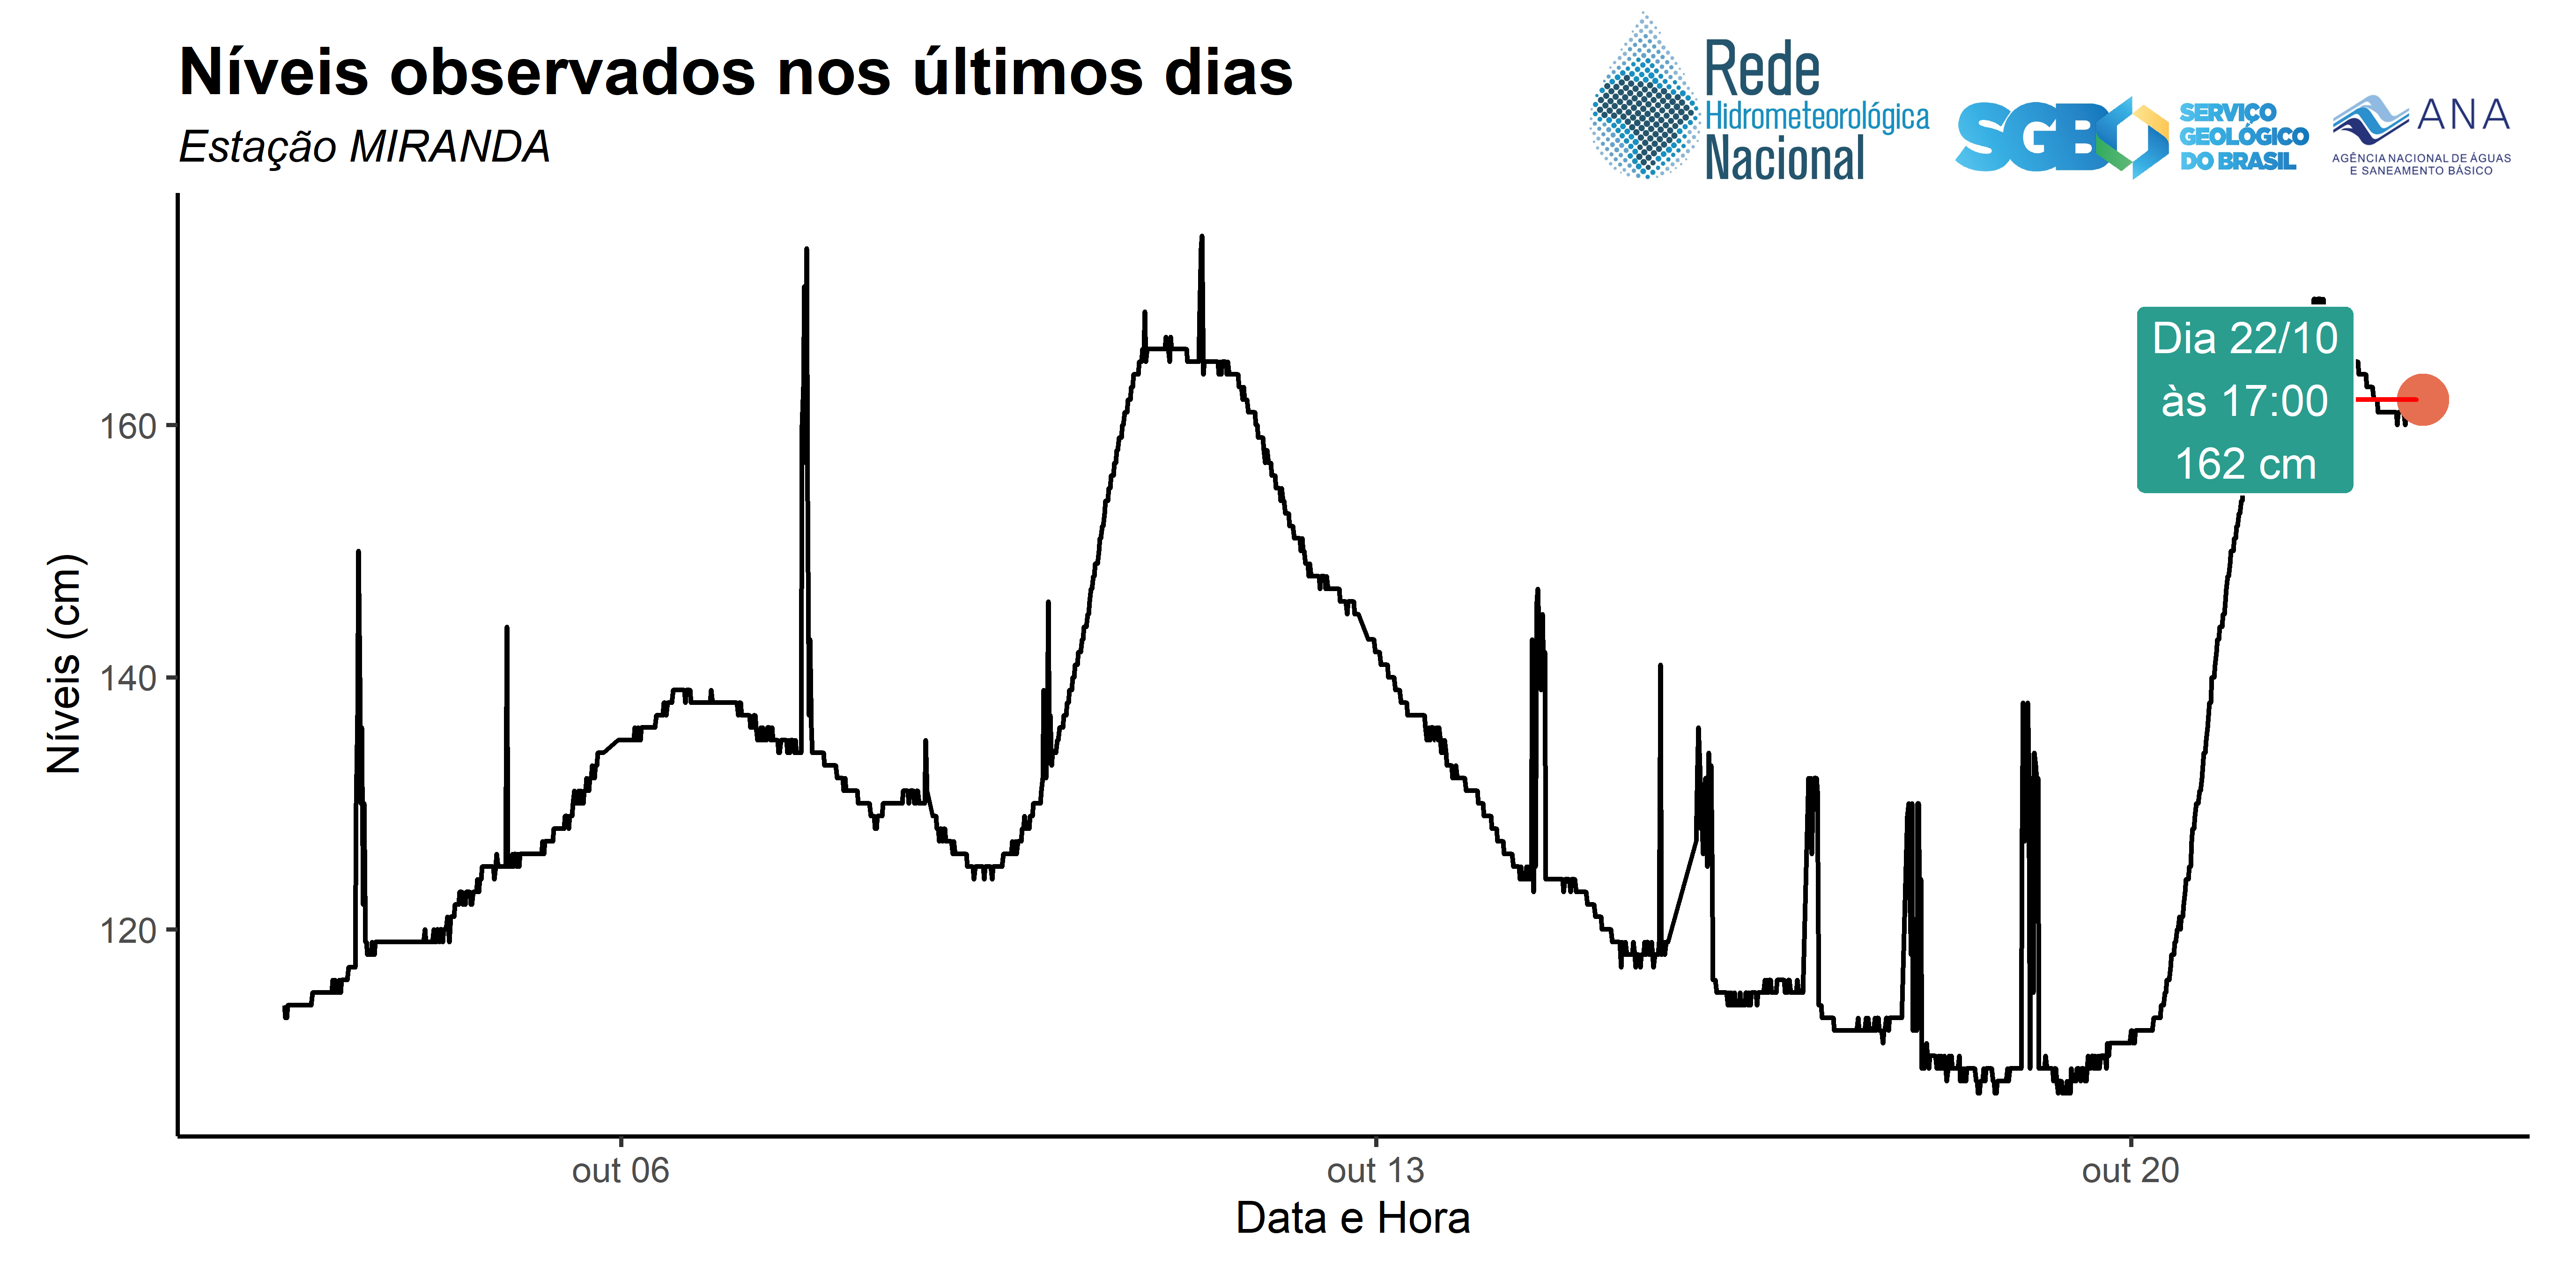 Níveis observados nos últimos dias
Estação MIRANDA
Rede
Hidrometeorológica
Nacional
SGB
SERVIÇO
GEOLÓGICO
DO BRASIL
ANA
AGÊNCIA NACIONAL DE ÁGUAS
E SANEAMENTO BÁSICO
Níveis (cm)
160
140
120
Dia 22/10
às 17:00
162 cm
out 06
out 13
out 20
Data e Hora